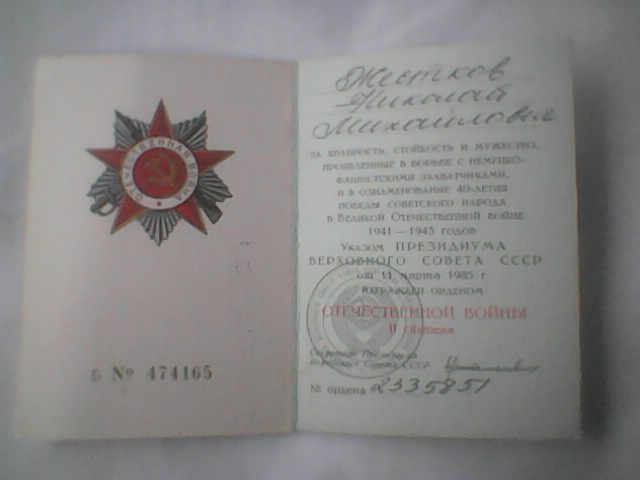 ОТЕЧЕСТВЕННАЯ ВОЙНА
Б № 474165
Жестков
Николай
Михайлович
ЗА ХРАБРОСТЬ, СТОЙКОСТЬ И МУЖЕСТВО,
ПРОЯВЛЕННЫЕ В БОРЬБЕ С НЕМЕЦКО-
ФАШИСТСКИМИ ЗАХВАТЧИКАМИ,
И В ОЗНАМЕНОВАНИЕ 40-ЛЕТИЯ
ПОБЕДЫ СОВЕТСКОГО НАРОДА
В ВЕЛИКОЙ ОТЕЧЕСТВЕННОЙ ВОЙНЕ
1941—1945 ГОДОВ
УКАЗОМ ПРЕЗИДИУМА
ВЕРХОВНОГО СОВЕТА СССР
от 11 марта 1985 г.
НАГРАЖДЕН ОРДЕНОМ
ОТЕЧЕСТВЕННОЙ ВОЙНЫ
II степени
Секретарь Президиума
Верховного Совета СССР
№ ордена 2335851